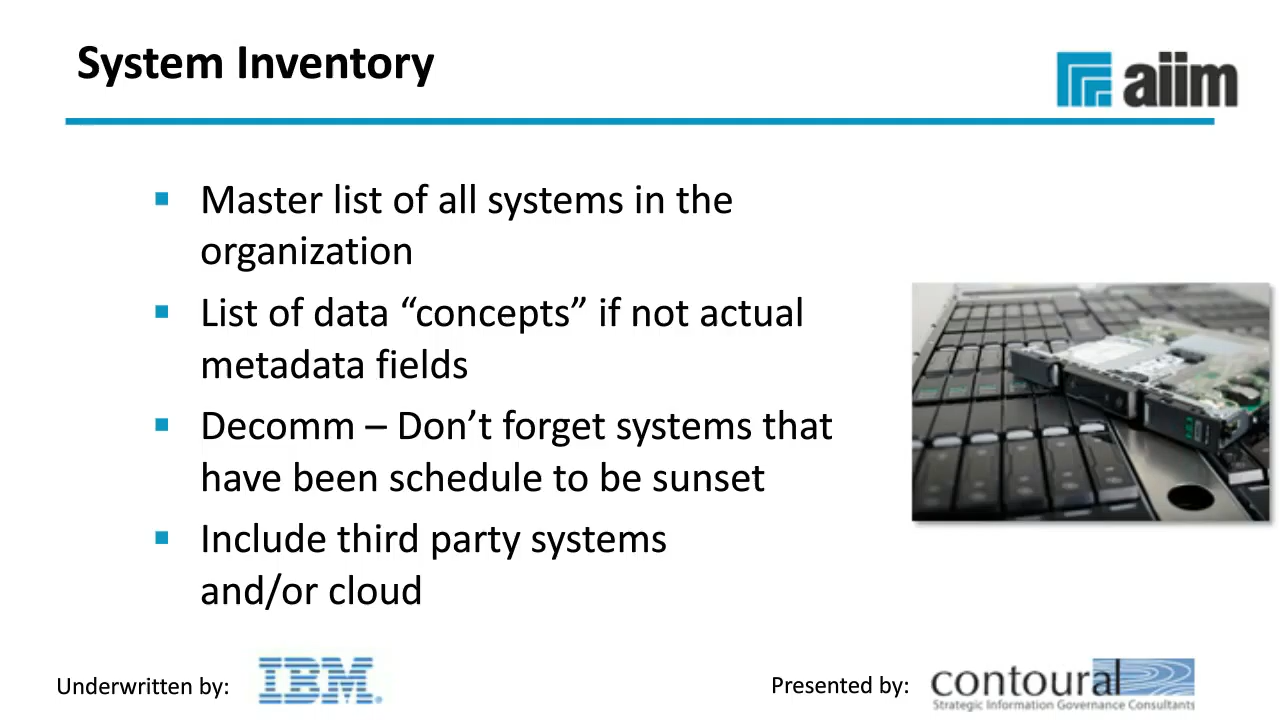 System Inventory
aiim
Master list of all systems in the
organization
List of data “concepts” if not actual
metadata fields
Decomm – Don’t forget systems that
have been schedule to be sunset
Include third party systems
and/or cloud
Underwritten by:
IBM®
Presented by:
contoural
Strategic Information Governance Consultants